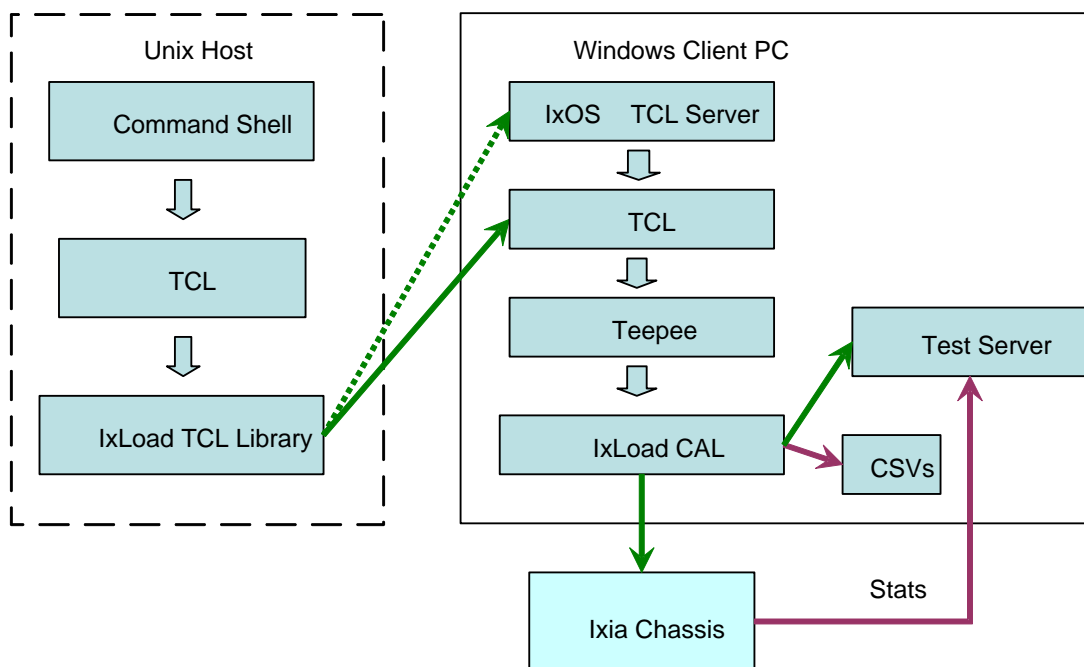 Unix Host
Command Shell
TCL
IxLoad TCL Library
Windows Client PC
IxOS TCL Server
TCL
Teepee
IxLoad CAL
Test Server
CSVs
Ixia Chassis
Stats